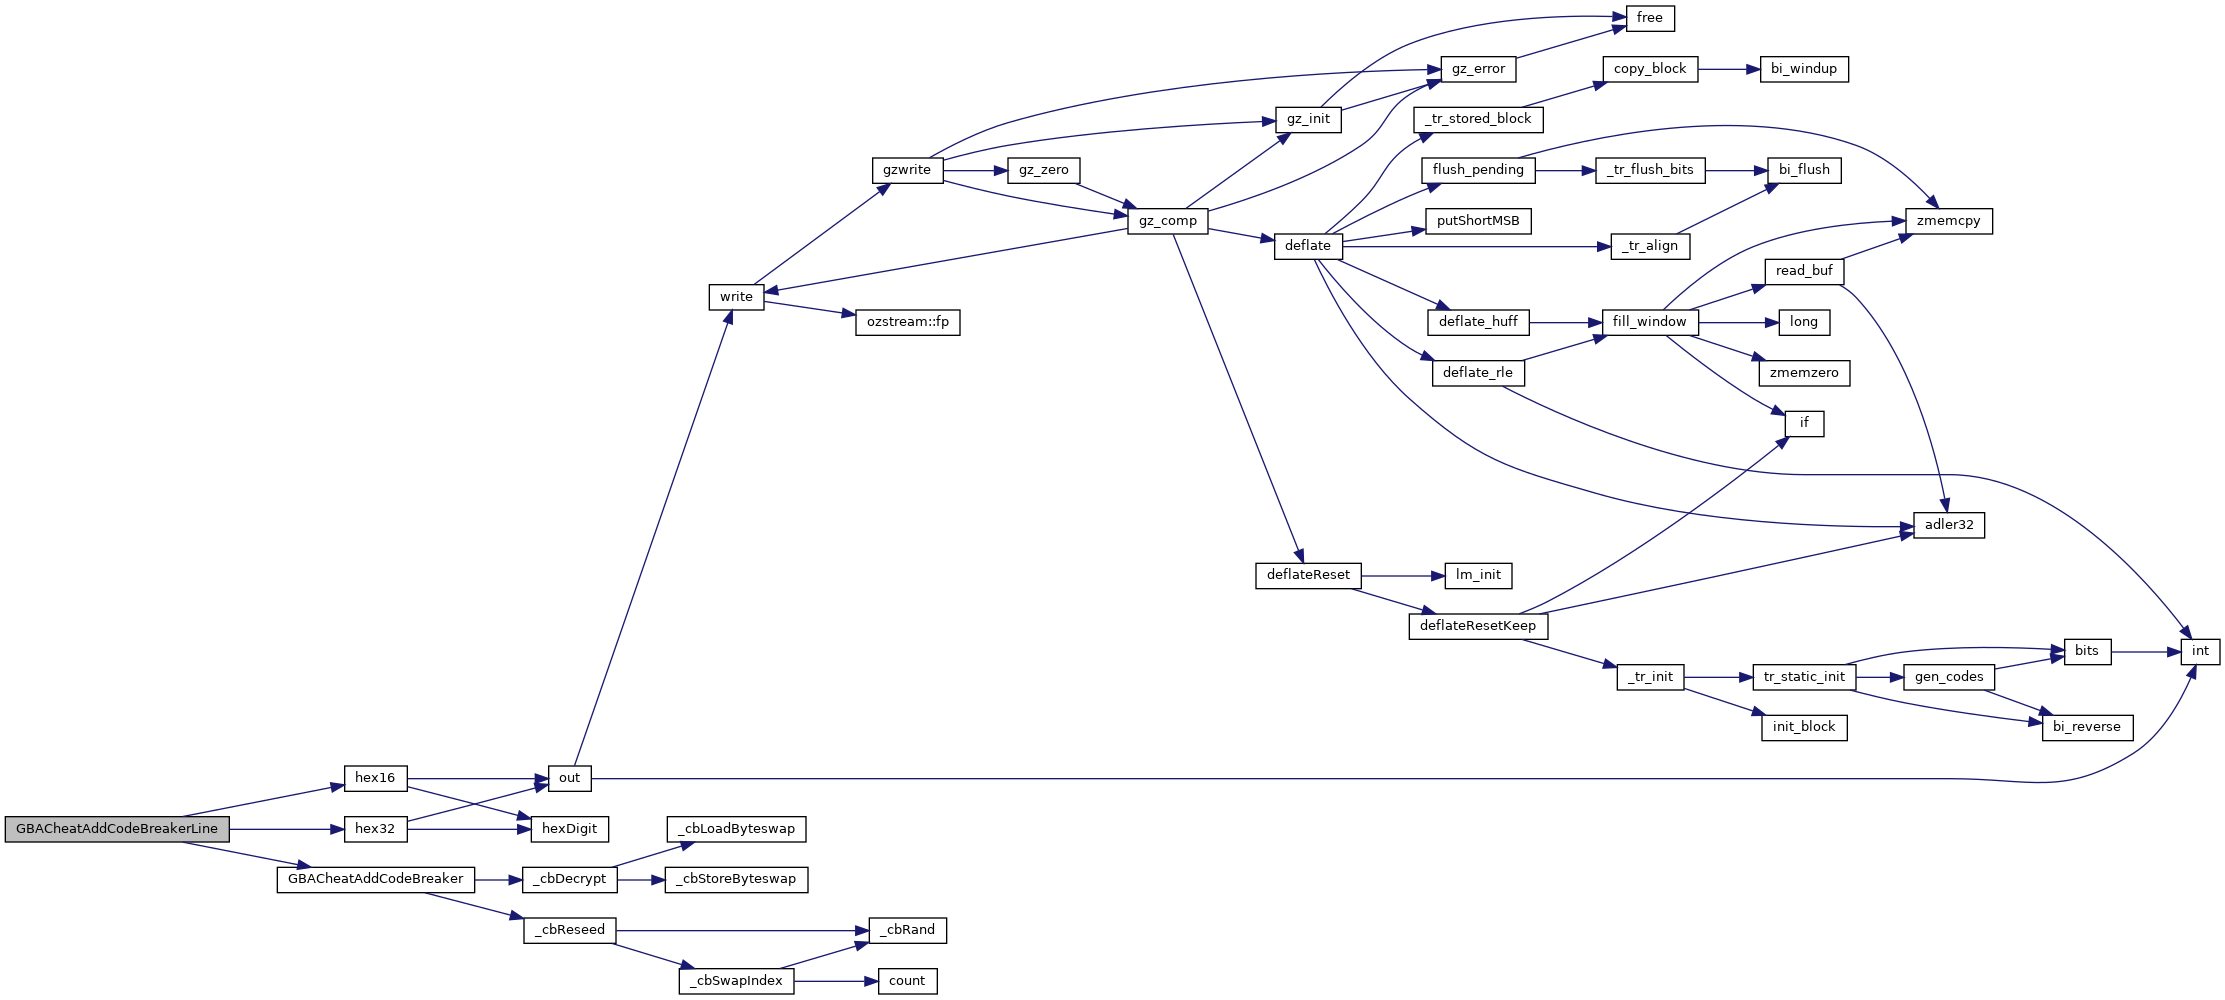 free
gz_error
copy_block
bi_windup
gz_init
_tr_stored_block
gzwrite
gz_zero
flush_pending
_tr_flush_bits
bi_flush
gz_comp
putShortMSB
zmemcpy
deflate
_tr_align
read_buf
write
ozstream::fp
deflate_huff
fill_window
long
deflate_rle
zmemzero
if
adler32
deflateReset
lm_init
deflateResetKeep
bits
int
_tr_init
tr_static_init
gen_codes
init_block
bi_reverse
hex16
out
GBACheatAddCodeBreakerLine
hex32
hexDigit
_cbLoadByteswap
GBACheatAddCodeBreaker
_cbDecrypt
_cbStoreByteswap
_cbReseed
_cbRand
_cbSwapIndex
count